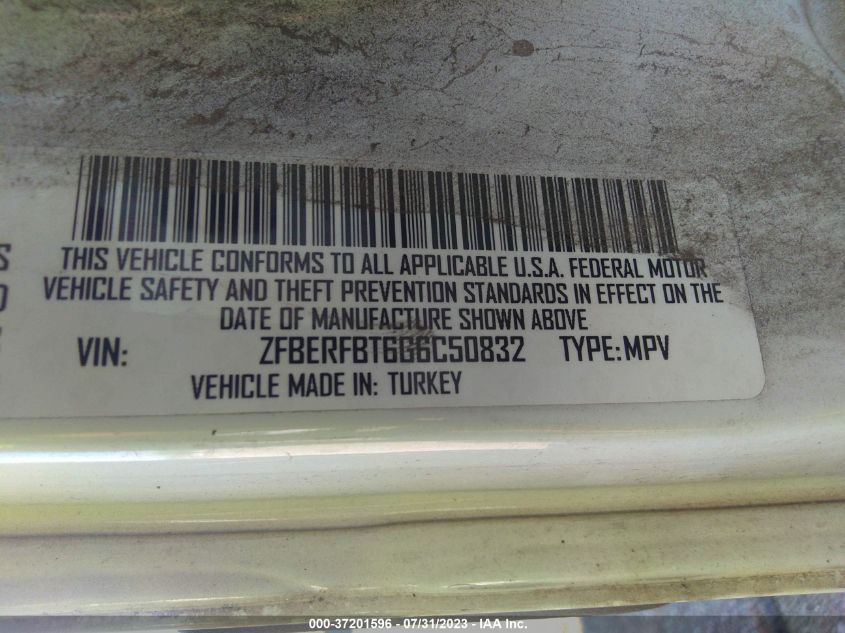 THIS VEHICLE CONFORMS TO ALL APPLICABLE U.S.A. FEDERAL MOTOR
VEHICLE SAFETY AND THEFT PREVENTION STANDARDS IN EFFECT ON THE
DATE OF MANUFACTURE SHOWN ABOVE
VIN: ZFBERFBT6G6C50832 TYPE: MPV
VEHICLE MADE IN: TURKEY
000-37201596 - 07/31/2023 - IAA Inc.